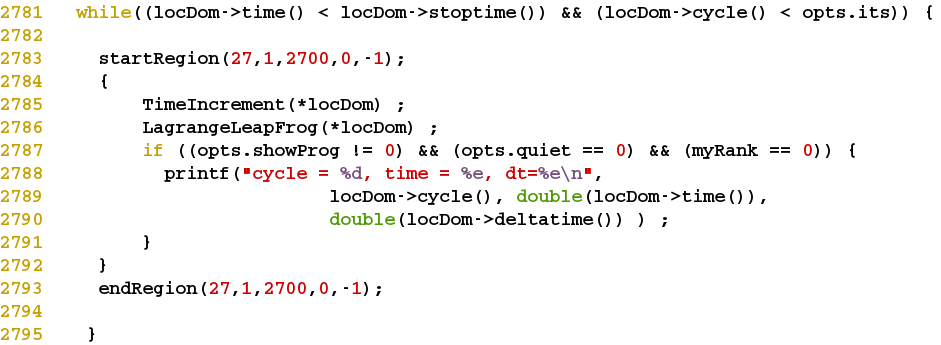 2781   while((locDom->time() < locDom->stoptime()) && (locDom->cycle() < opts.its)) {
2782
2783     startRegion(27,1,2700,0,-1);
2784     {
2785         TimeIncrement(*locDom) ;
2786         LagrangeLeapFrog(*locDom) ;
2787         if ((opts.showProg != 0) && (opts.quiet == 0) && (myRank == 0)) {
2788           printf("cycle = %d, time = %e, dt=%e\n",
2789                          locDom->cycle(), double(locDom->time()),
2790                          double(locDom->deltatime()) ) ;
2791         }
2792     }
2793     endRegion(27,1,2700,0,-1);
2794
2795    }